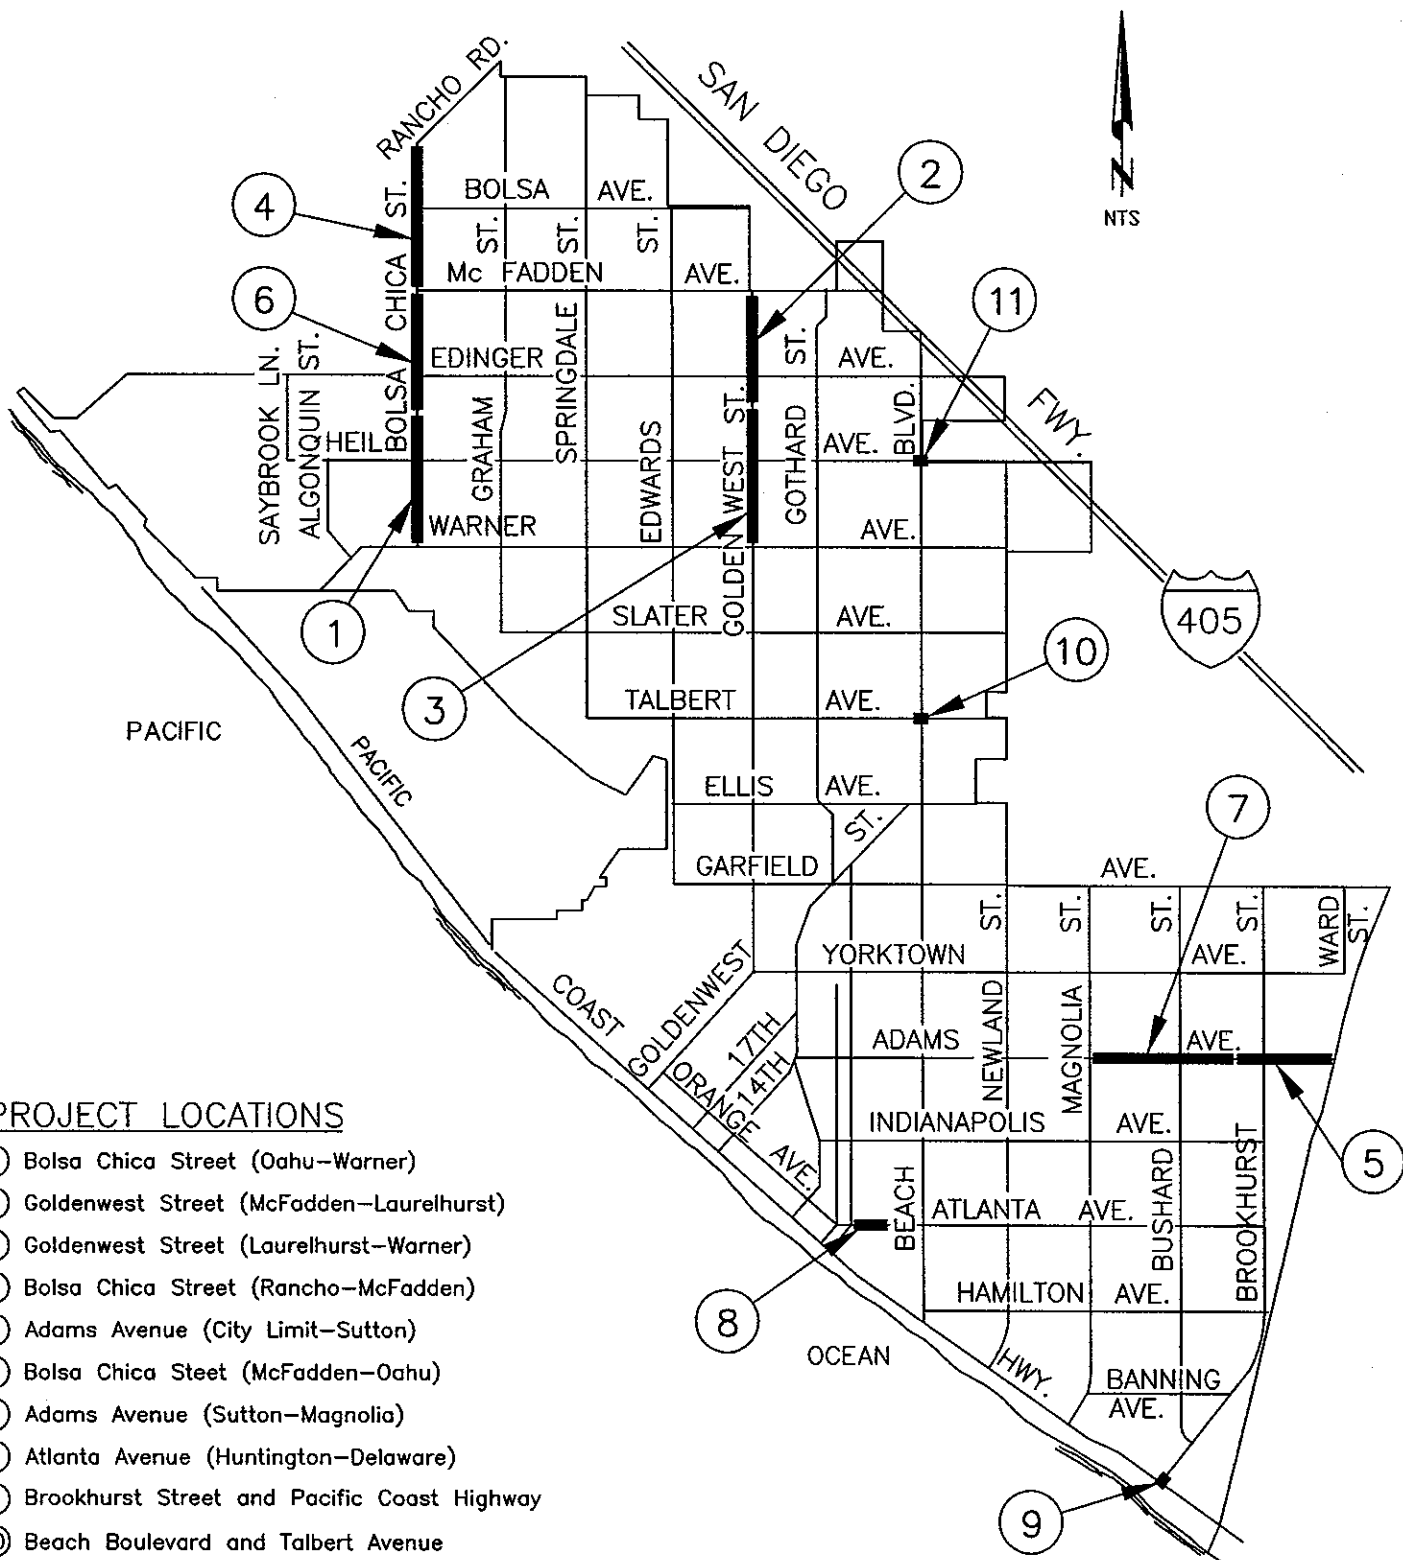 RANCHO RD.
SAN DIEGO
FWY.
N
NTS
2
4
BOLSA AVE.
BOLSA CHICA ST.
ST.
ST.
ST.
Mc FADDEN AVE.
6
11
SAYBROOK LN.
ALGONQUIN ST.
EDINGER AVE.
SPRINGDALE
GRAHAM
EDWARDS
GOLDEN WEST ST.
GOTHARD ST.
BLVD.
HEIL AVE.
WARNER AVE.
405
1
SLATER AVE.
10
3
TALBERT AVE.
PACIFIC
PACIFIC
ELLIS AVE.
7
ST.
GARFIELD AVE.
ST.
ST.
ST.
ST.
WARD ST.
YORKTOWN AVE.
COAST
GOLDENWEST
17TH
14TH
ORANGE AVE.
ADAMS AVE.
NEWLAND
MAGNOLIA
INDIANAPOLIS AVE.
5
BUSHARD
BROOKHURST
BEACH
ATLANTA AVE.
HAMILTON AVE.
8
OCEAN
HWY.
BANNING
AVE.
9
PROJECT LOCATIONS
Bolsa Chica Street (Oahu-Warner)
Goldenwest Street (McFadden-Laurelhurst)
Goldenwest Street (Laurelhurst-Warner)
Bolsa Chica Street (Rancho-McFadden)
Adams Avenue (City Limit-Sutton)
Bolsa Chica Steet (McFadden-Oahu)
Adams Avenue (Sutton-Magnolia)
Atlanta Avenue (Huntington-Delaware)
Brookhurst Street and Pacific Coast Highway
Beach Boulevard and Talbert Avenue